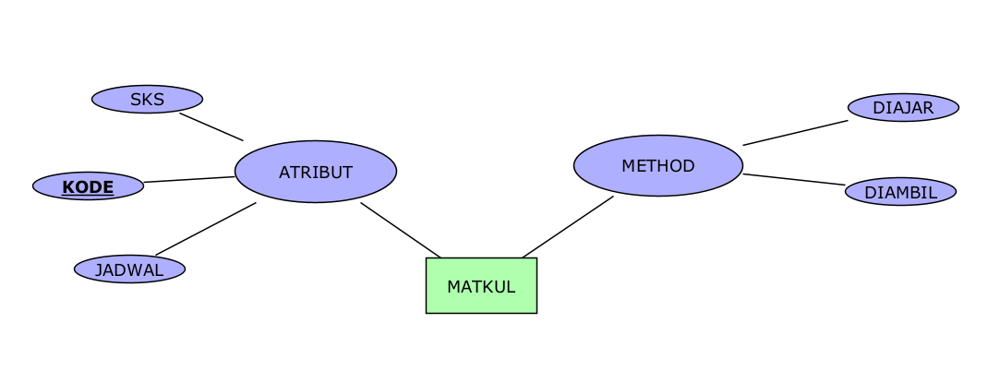 SKS
DIAJAR
METHOD
ATRIBUT
KODE
DIAMBIL
JADWAL
MATKUL